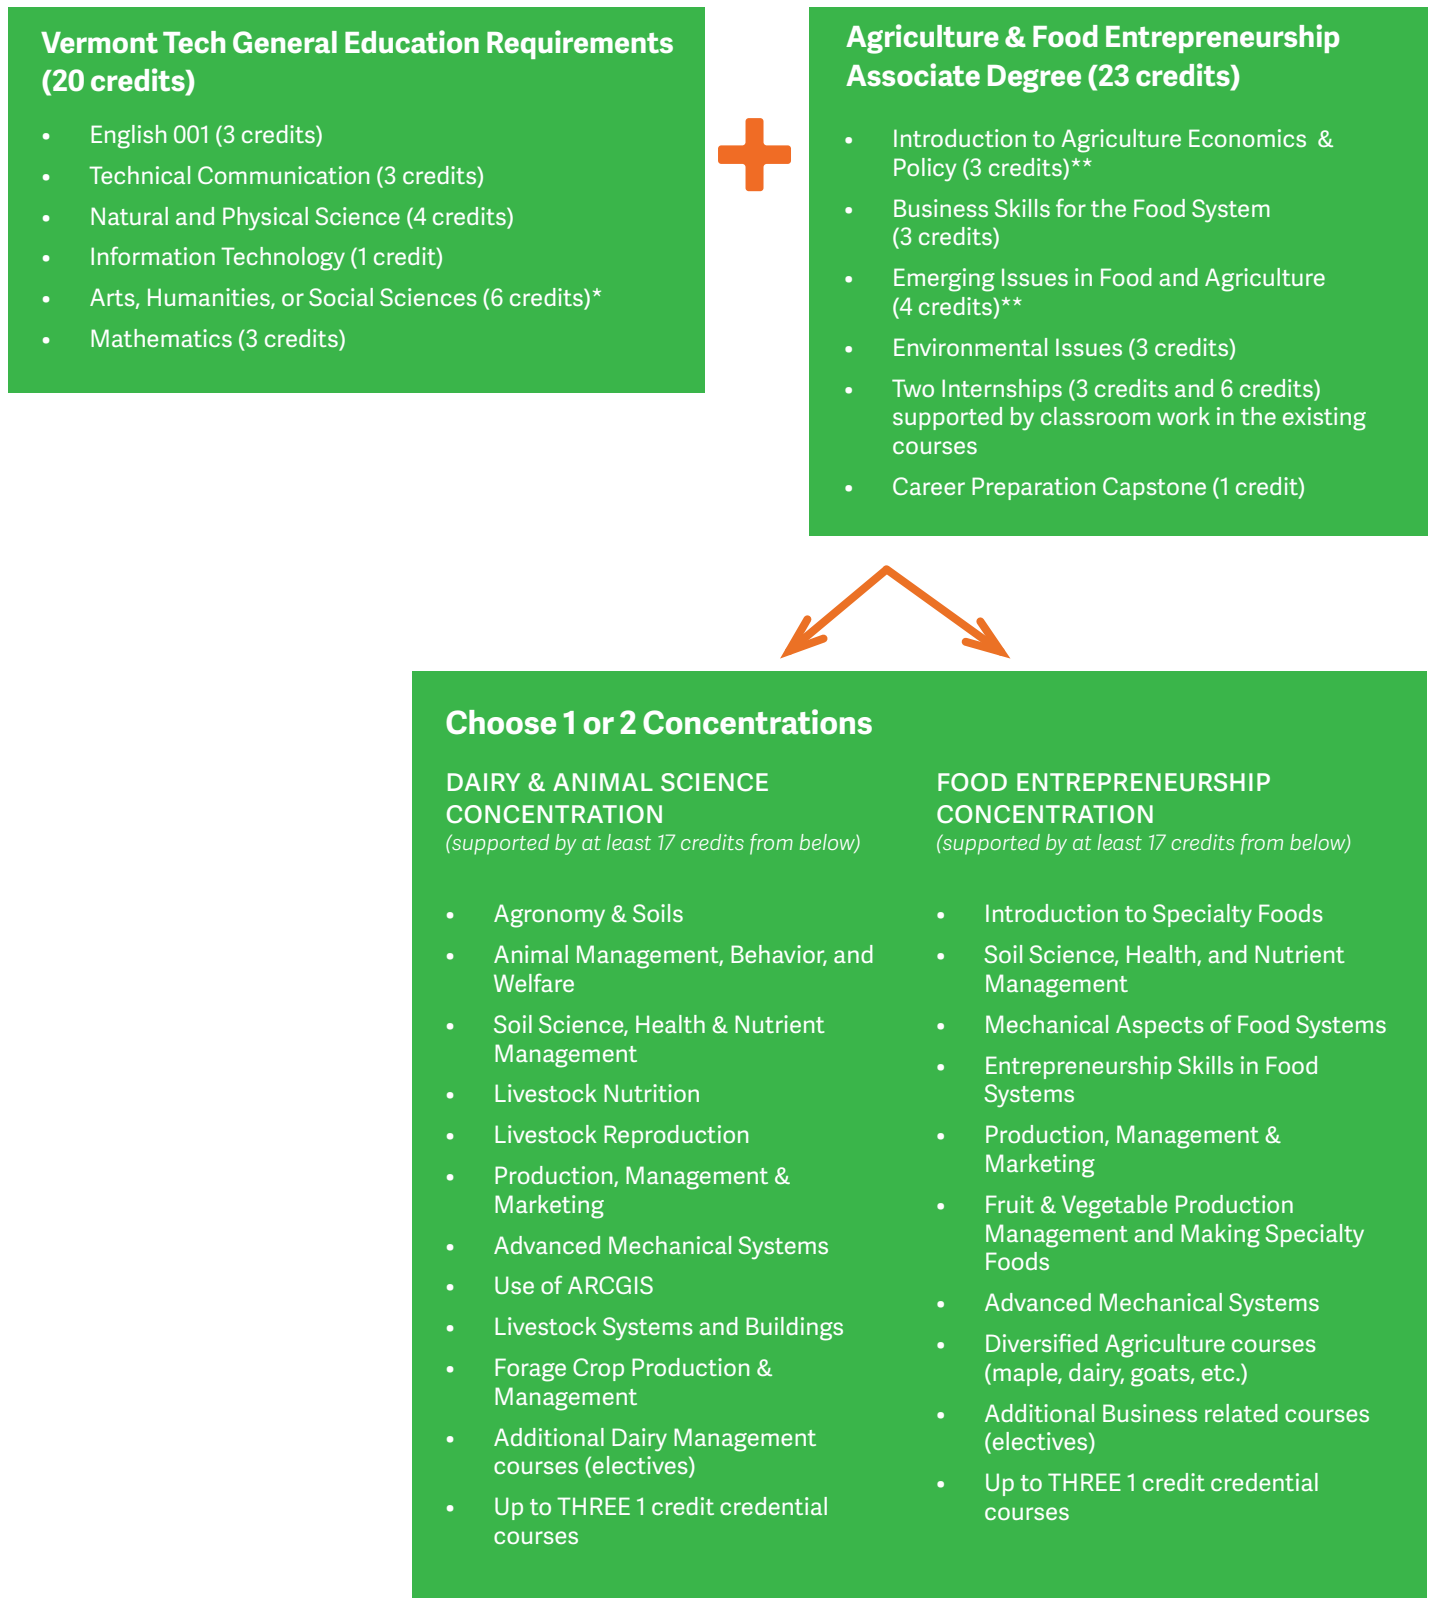 Vermont Tech General Education Requirements
(20 credits)
• English 001 (3 credits)
• Technical Communication (3 credits)
• Natural and Physical Science (4 credits)
• Information Technology (1 credit)
• Arts, Humanities, or Social Sciences (6 credits)*
• Mathematics (3 credits)
Agriculture & Food Entrepreneurship
Associate Degree (23 credits)
• Introduction to Agriculture Economics &
Policy (3 credits)**
• Business Skills for the Food System
(3 credits)
• Emerging Issues in Food and Agriculture
(4 credits)**
• Environmental Issues (3 credits)
• Two Internships (3 credits and 6 credits)
supported by classroom work in the existing
courses
• Career Preparation Capstone (1 credit)
Choose 1 or 2 Concentrations
DAIRY & ANIMAL SCIENCE
CONCENTRATION
(supported by at least 17 credits from below)
• Agronomy & Soils
• Animal Management, Behavior, and
Welfare
• Soil Science, Health & Nutrient
Management
• Livestock Nutrition
• Livestock Reproduction
• Production, Management &
Marketing
• Advanced Mechanical Systems
• Use of ARCGIS
• Livestock Systems and Buildings
• Forage Crop Production &
Management
• Additional Dairy Management
courses (electives)
• Up to THREE 1 credit credential
courses
FOOD ENTREPRENEURSHIP
CONCENTRATION
(supported by at least 17 credits from below)
• Introduction to Specialty Foods
• Soil Science, Health, and Nutrient
Management
• Mechanical Aspects of Food Systems
• Entrepreneurship Skills in Food
Systems
• Production, Management &
Marketing
• Fruit & Vegetable Production
Management and Making Specialty
Foods
• Advanced Mechanical Systems
• Diversified Agriculture courses
(maple, dairy, goats, etc.)
• Additional Business related courses
(electives)
• Up to THREE 1 credit credential
courses